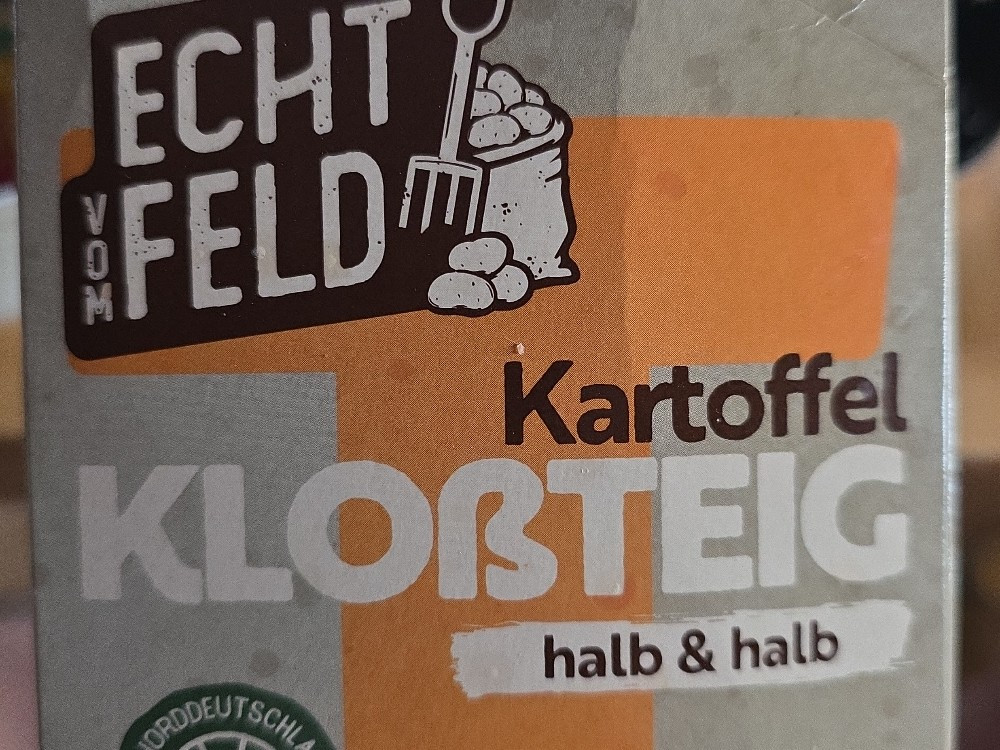 ECHT
VOM FELD
Kartoffel
KLOßTEIG
halb & halb